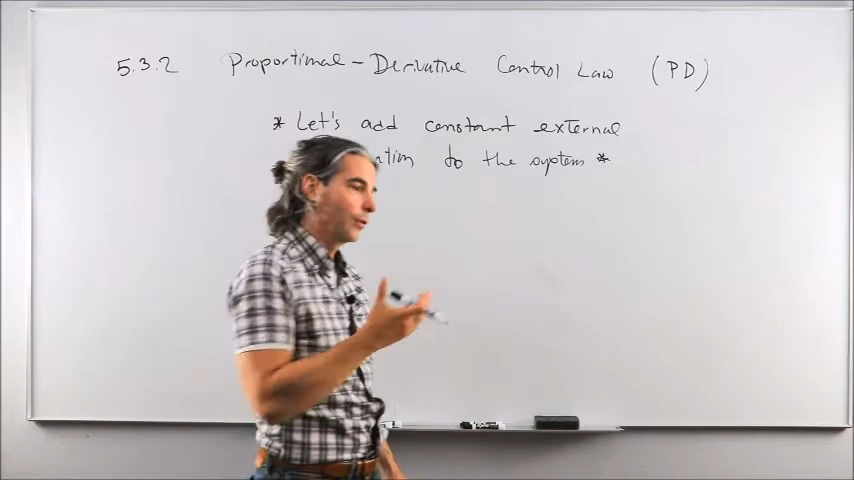 5.3.2 Proportional - Derivative Control Law (PD)
* Let's add constant external
to the system *